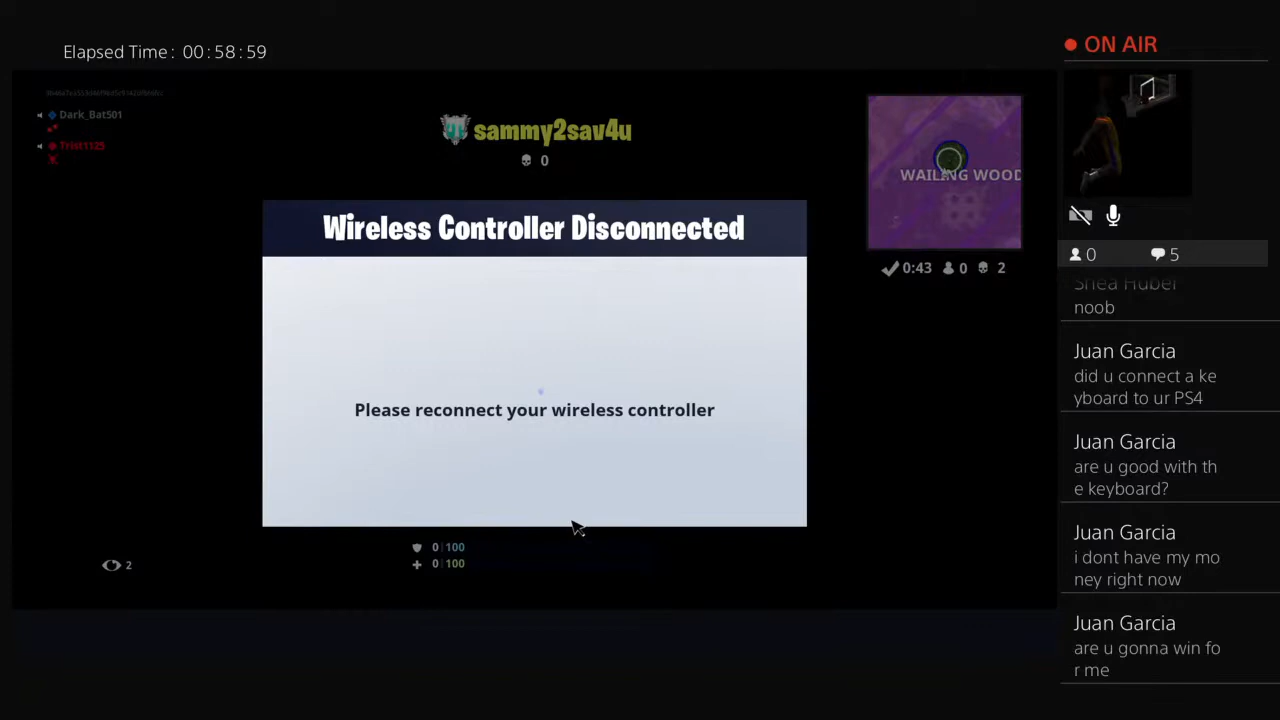 Elapsed Time: 00:58:59
ON AIR
Dark_Bat501
Trist1125
sammy2sav4u
0
WAILING WOOD
0:43 0 2
0 5
Shea Huber
noob
Wireless Controller Disconnected
Please reconnect your wireless controller
Juan Garcia
did u connect a ke
yboard to ur PS4
Juan Garcia
are u good with th
e keyboard?
Juan Garcia
i dont have my mo
ney right now
Juan Garcia
are u gonna win fo
r me
0|100
0|100
2